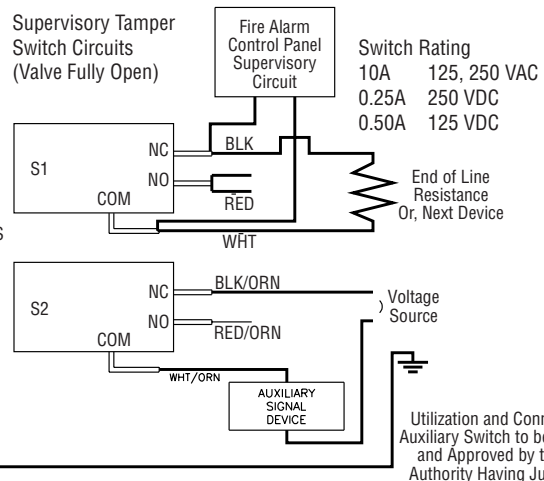 Supervisory Tamper
Switch Circuits
(Valve Fully Open)
Fire Alarm
Control Panel
Supervisory
Circuit
Switch Rating
10A 125, 250 VAC
0.25A 250 VDC
0.50A 125 VDC
S1
NC
NO
COM
BLK
RED
WHT
End of Line
Resistance
Or, Next Device
S
S2
NC
NO
COM
BLK/ORN
RED/ORN
WHT/ORN
Voltage
Source
AUXILIARY
SIGNAL
DEVICE
Utilization and Conn
Auxiliary Switch to be
and Approved by t
Authority Having Ju